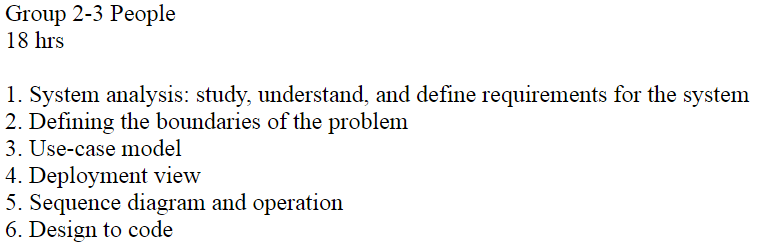 Group 2-3 People
18 hrs
1. System analysis: study, understand, and define requirements for the system
2. Defining the boundaries of the problem
3. Use-case model
4. Deployment view
5. Sequence diagram and operation
6. Design to code